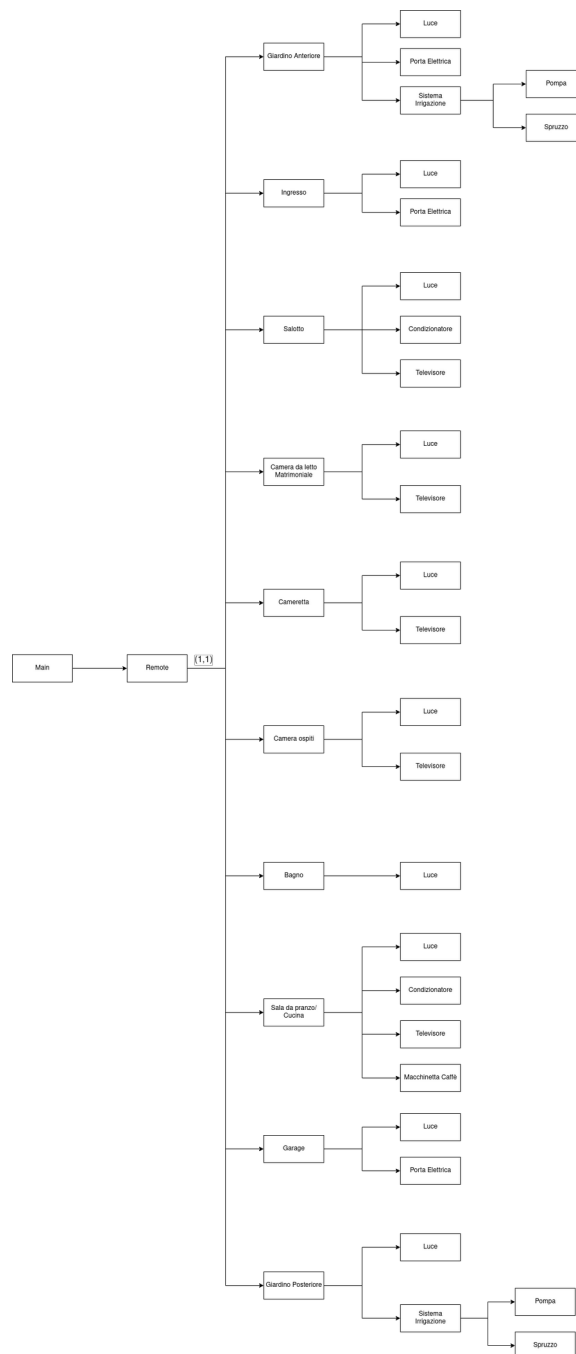 Luce
Giardino Anteriore
Porta Elettrica
Sistema
Irrigazione
Pompa
Spruzzo
Luce
Ingresso
Porta Elettrica
Luce
Salotto
Condizionatore
Televisore
Luce
Camera da letto
Matrimoniale
Televisore
Luce
Cameretta
Televisore
Main
Remote
(1,1)
Luce
Camera ospiti
Televisore
Bagno
Luce
Luce
Condizionatore
Sala da pranzo/
Cucina
Televisore
Macchinetta Caffè
Luce
Garage
Porta Elettrica
Luce
Giardino Posteriore
Sistema
Irrigazione
Pompa
Spruzzo